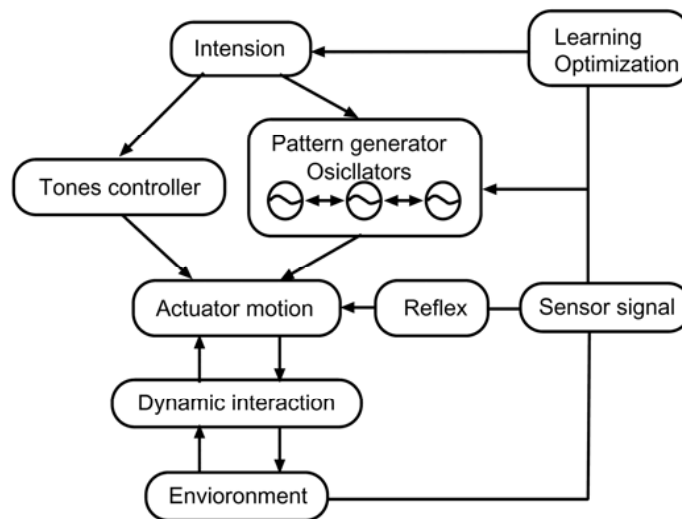 Intension
Learning
Optimization
Pattern generator
Osicllators
Tones controller
Actuator motion
Reflex
Sensor signal
Dynamic interaction
Envioronment